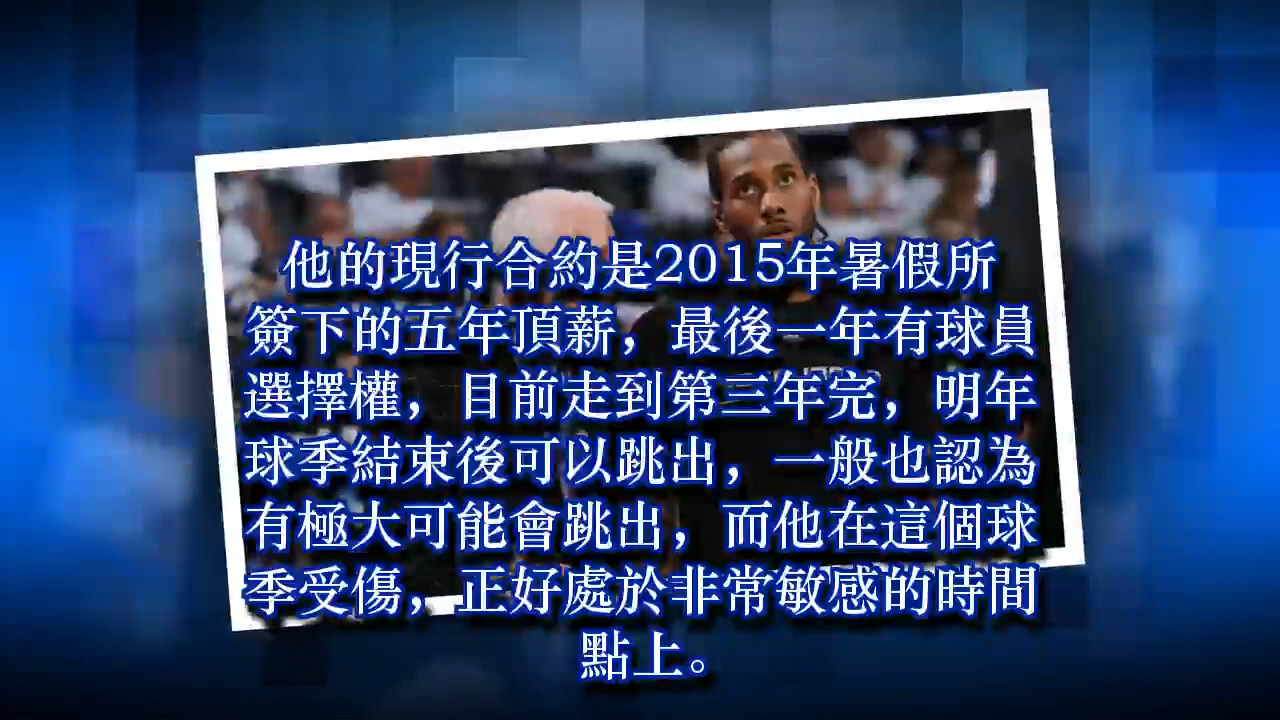 他的現行合約是2015年暑假所
簽下的五年頂薪，最後一年有球員
選擇權，目前走到第三年完，明年
球季結束後可以跳出，一般也認為
有極大可能會跳出，而他在這個球
季受傷，正好處於非常敏感的時間
點上。